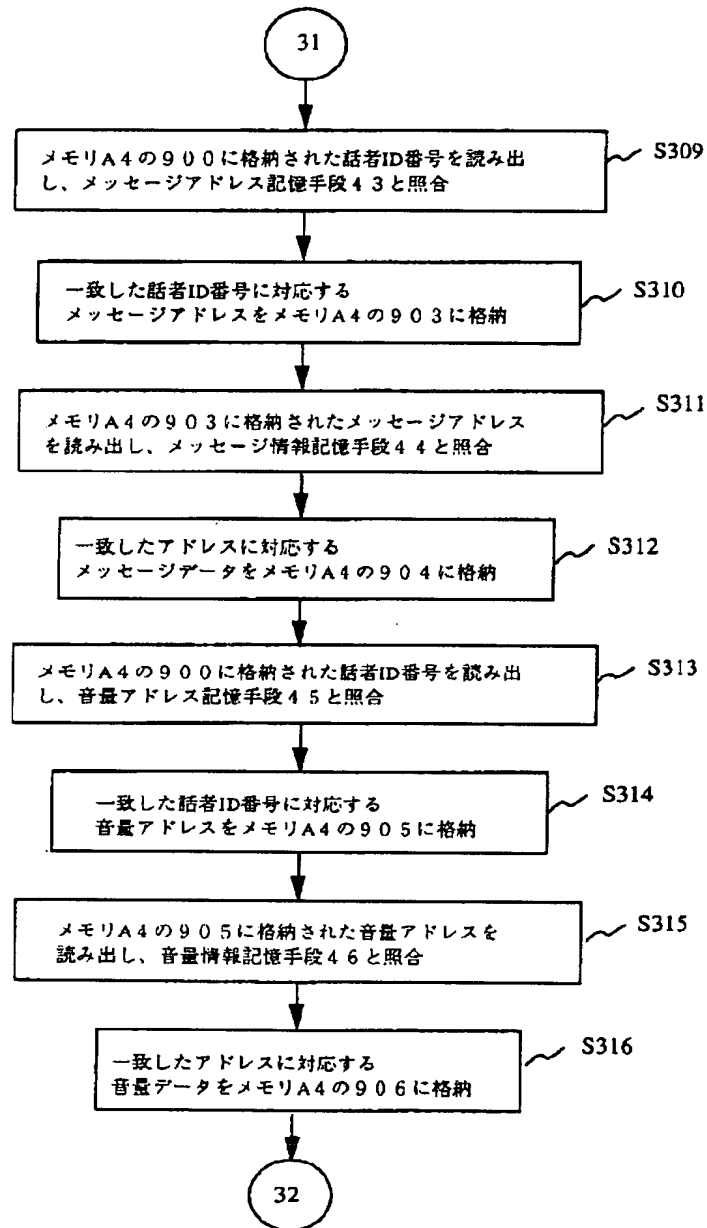 31
メモリA4の900に格納された話者ID番号を読み出
し、メッセージアドレス記憶手段43と照合
S309
一致した話者ID番号に対応する
メッセージアドレスをメモリA4の903に格納
S310
メモリA4の903に格納されたメッセージアドレス
を読み出し、メッセージ情報記憶手段44と照合
S311
一致したアドレスに対応する
メッセージデータをメモリA4の904に格納
S312
メモリA4の900に格納された話者ID番号を読み出
し、音量アドレス記憶手段45と照合
S313
一致した話者ID番号に対応する
音量アドレスをメモリA4の905に格納
S314
メモリA4の905に格納された音量アドレスを
読み出し、音量情報記憶手段46と照合
S315
一致したアドレスに対応する
音量データをメモリA4の906に格納
S316
32